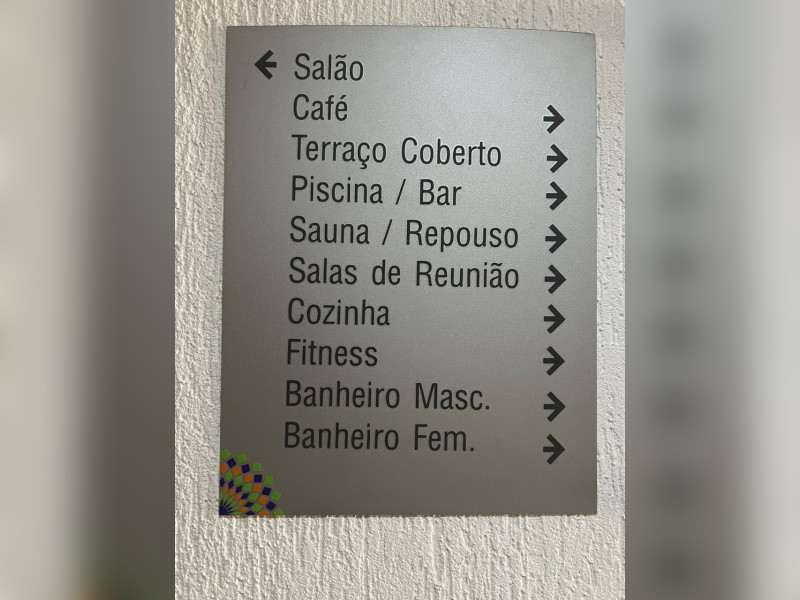 ← Salão
Café →
Terraço Coberto →
Piscina / Bar →
Sauna / Repouso →
Salas de Reunião →
Cozinha →
Fitness →
Banheiro Masc. →
Banheiro Fem. →